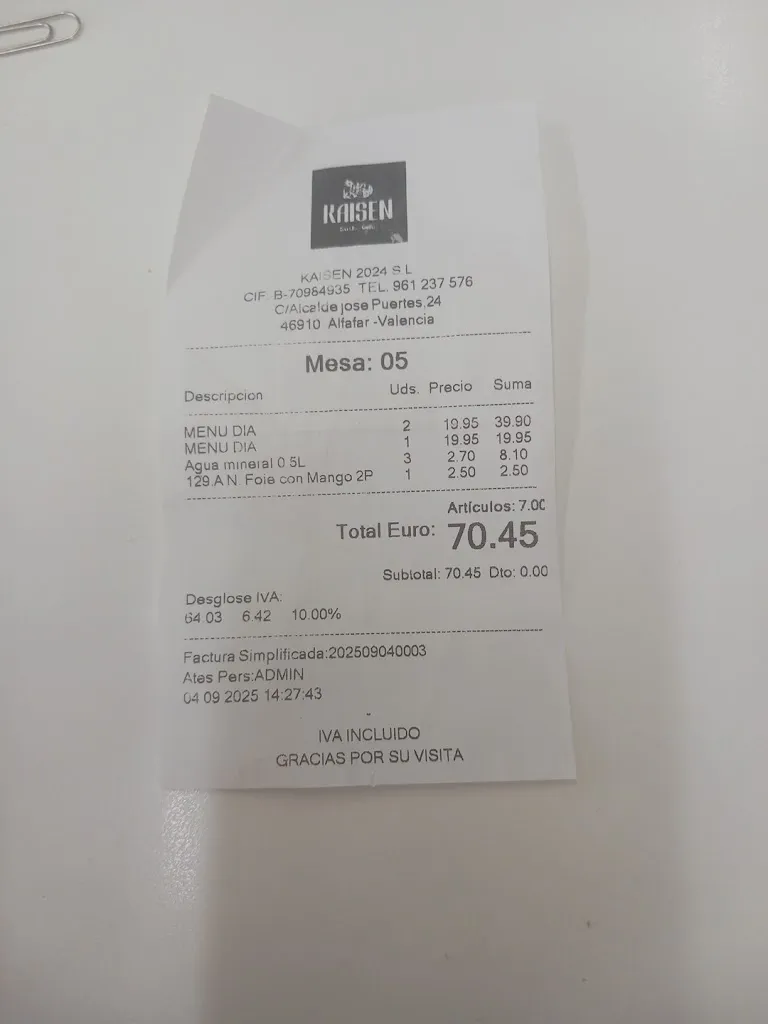 KAISEN
KAISEN 2024 S.L
CIF: B-70984935 TEL. 961 237 576
C/Alcalde jose Puertes,24
46910 Alfafar -Valencia
Mesa: 05
Descripcion Uds. Precio Suma
MENU DIA 2 19.95 39.90
MENU DIA 1 19.95 19.95
Agua mineral 0.5L 3 2.70 8.10
129.A N. Foie con Mango 2P 1 2.50 2.50
Artículos: 7.00
Total Euro: 70.45
Subtotal: 70.45 Dto: 0.00
Desglose IVA:
64.03 6.42 10.00%
Factura Simplificada:202509040003
Ates Pers:ADMIN
04 09 2025 14:27:43
IVA INCLUIDO
GRACIAS POR SU VISITA